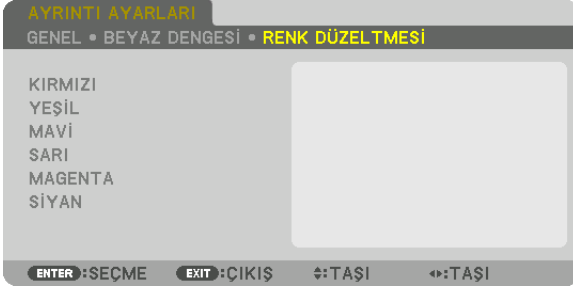 AYRINTI AYARLARI
GENEL • BEYAZ DENGESİ • RENK DÜZELTMESİ
KIRMIZI
YEŞİL
MAVİ
SARI
MAGENTA
SİYAN
ENTER:SEÇME EXIT:ÇIKIŞ :TAŞI :TAŞI